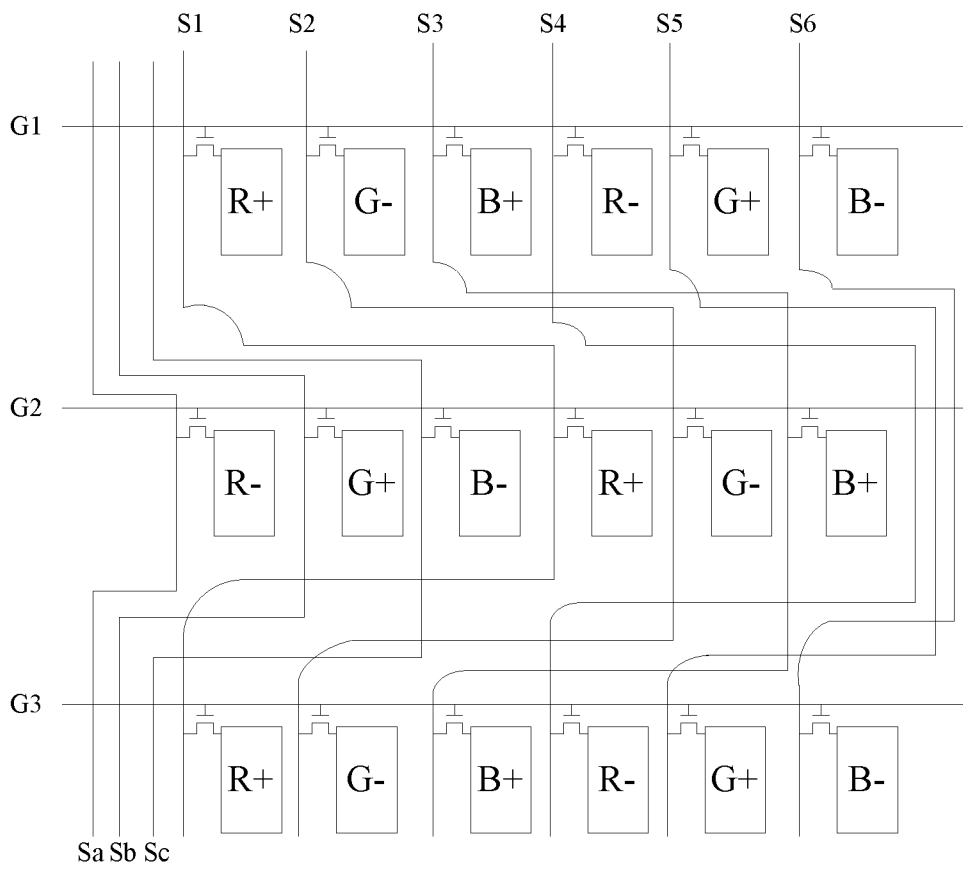 S1 S2 S3 S4 S5 S6
G1
R+ G- B+ R- G+ B-
G2
R- G+ B- R+ G- B+
G3
R+ G- B+ R- G+ B-
Sa Sb Sc